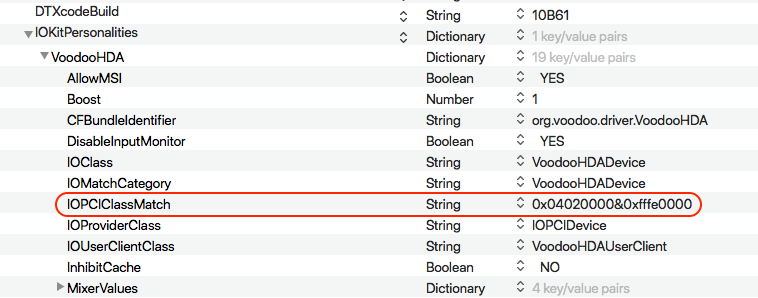 DTXcodeBuild String 10B61
IOKitPersonalities Dictionary 1 key/value pairs
VoodooHDA Dictionary 19 key/value pairs
AllowMSI Boolean YES
Boost Number 1
CFBundleIdentifier String org.voodoo.driver.VoodooHDA
DisableInputMonitor Boolean YES
IOClass String VoodooHDADevice
IOMatchCategory String VoodooHDADevice
IOPCIClassMatch String 0x04020000&0xfffe0000
IOProviderClass String IOPCIDevice
IOUserClientClass String VoodooHDAUserClient
InhibitCache Boolean NO
MixerValues Dictionary 4 key/value pairs